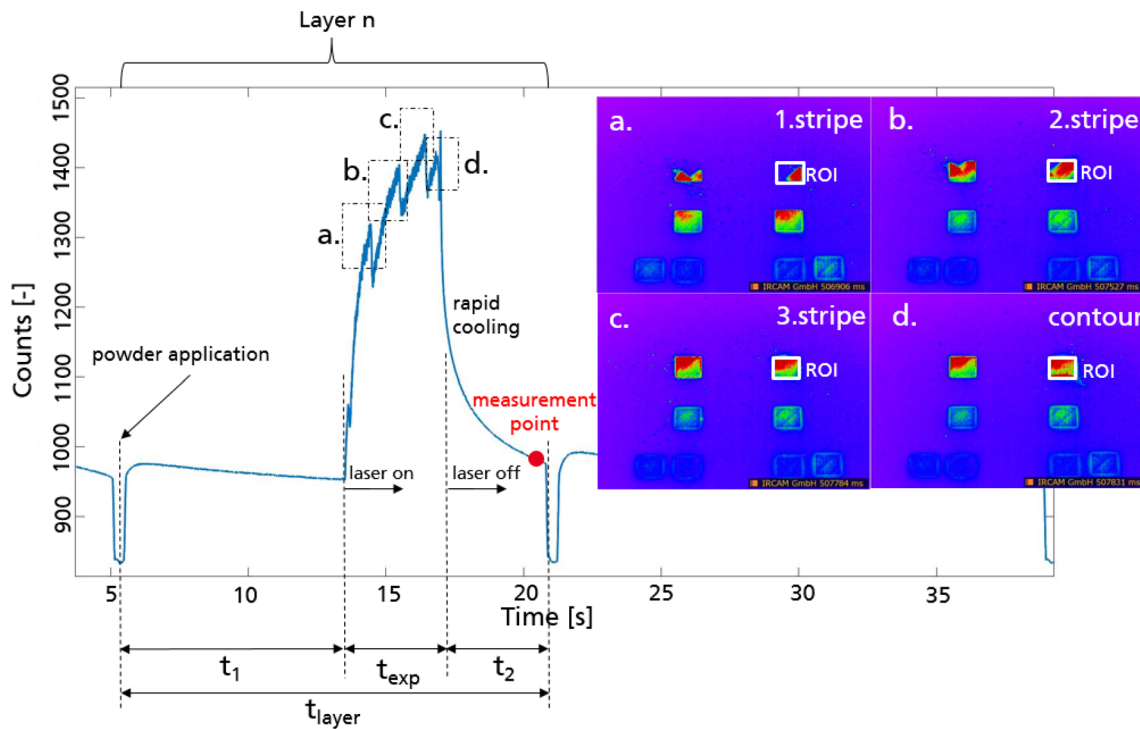 Layer n
1500
1400
1300
1200
1100
1000
900
Counts [-]
powder application
a.
b.
c.
d.
rapid
cooling
measurement
point
laser on
laser off
a.
1.stripe
ROI
IRCAM GmbH 506906 ms
b.
2.stripe
ROI
IRCAM GmbH 507527 ms
c.
3.stripe
ROI
IRCAM GmbH 507784 ms
d.
contour
ROI
IRCAM GmbH 507831 ms
5
10
15
20
25
30
35
Time [s]
t1
texp
t2
tlayer